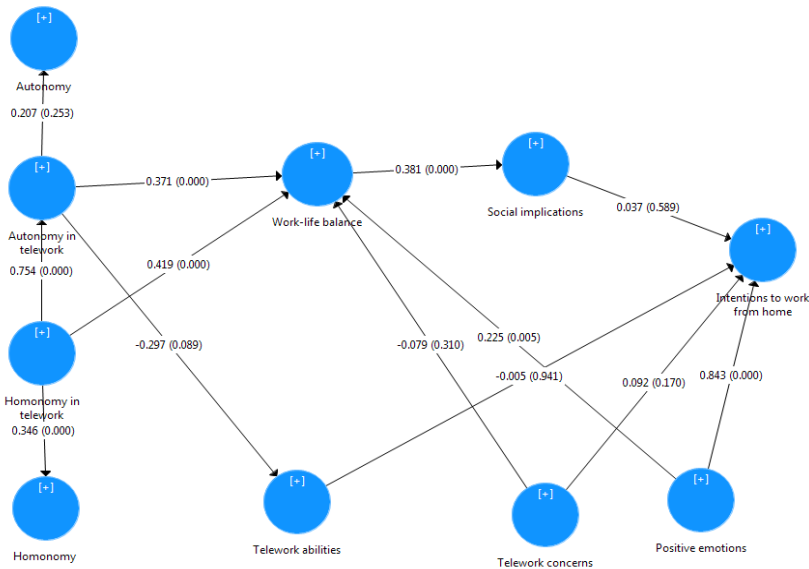 [+]
Autonomy
0.207 (0.253)
[+]
[+]
[+]
0.371 (0.000)
0.381 (0.000)
Social implications
0.037 (0.589)
Work-life balance
Autonomy in
telework
[+]
0.754 (0.000)
0.419 (0.000)
Intentions to work
from home
[+]
-0.297 (0.089)
-0.079 (0.310)
0.225 (0.005)
-0.005 (0.941)
0.092 (0.170)
0.843 (0.000)
Homonomy in
telework
0.346 (0.000)
[+]
[+]
[+]
[+]
Homonomy
Telework abilities
Telework concerns
Positive emotions